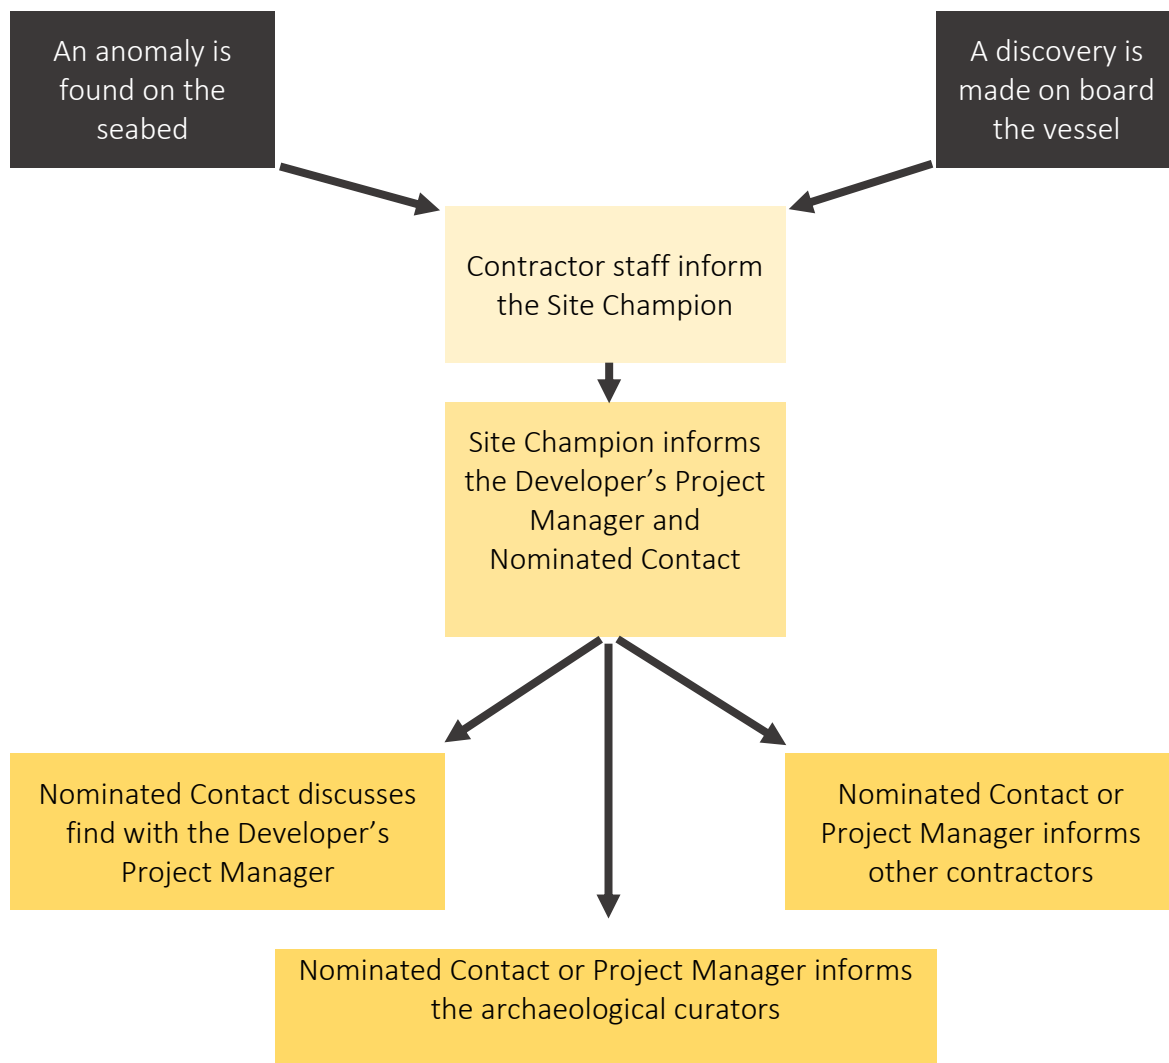 An anomaly is
found on the
seabed
A discovery is
made on board
the vessel
Contractor staff inform
the Site Champion
Site Champion informs
the Developer’s Project
Manager and
Nominated Contact
Nominated Contact discusses
find with the Developer’s
Project Manager
Nominated Contact or
Project Manager informs
other contractors
Nominated Contact or Project Manager informs
the archaeological curators